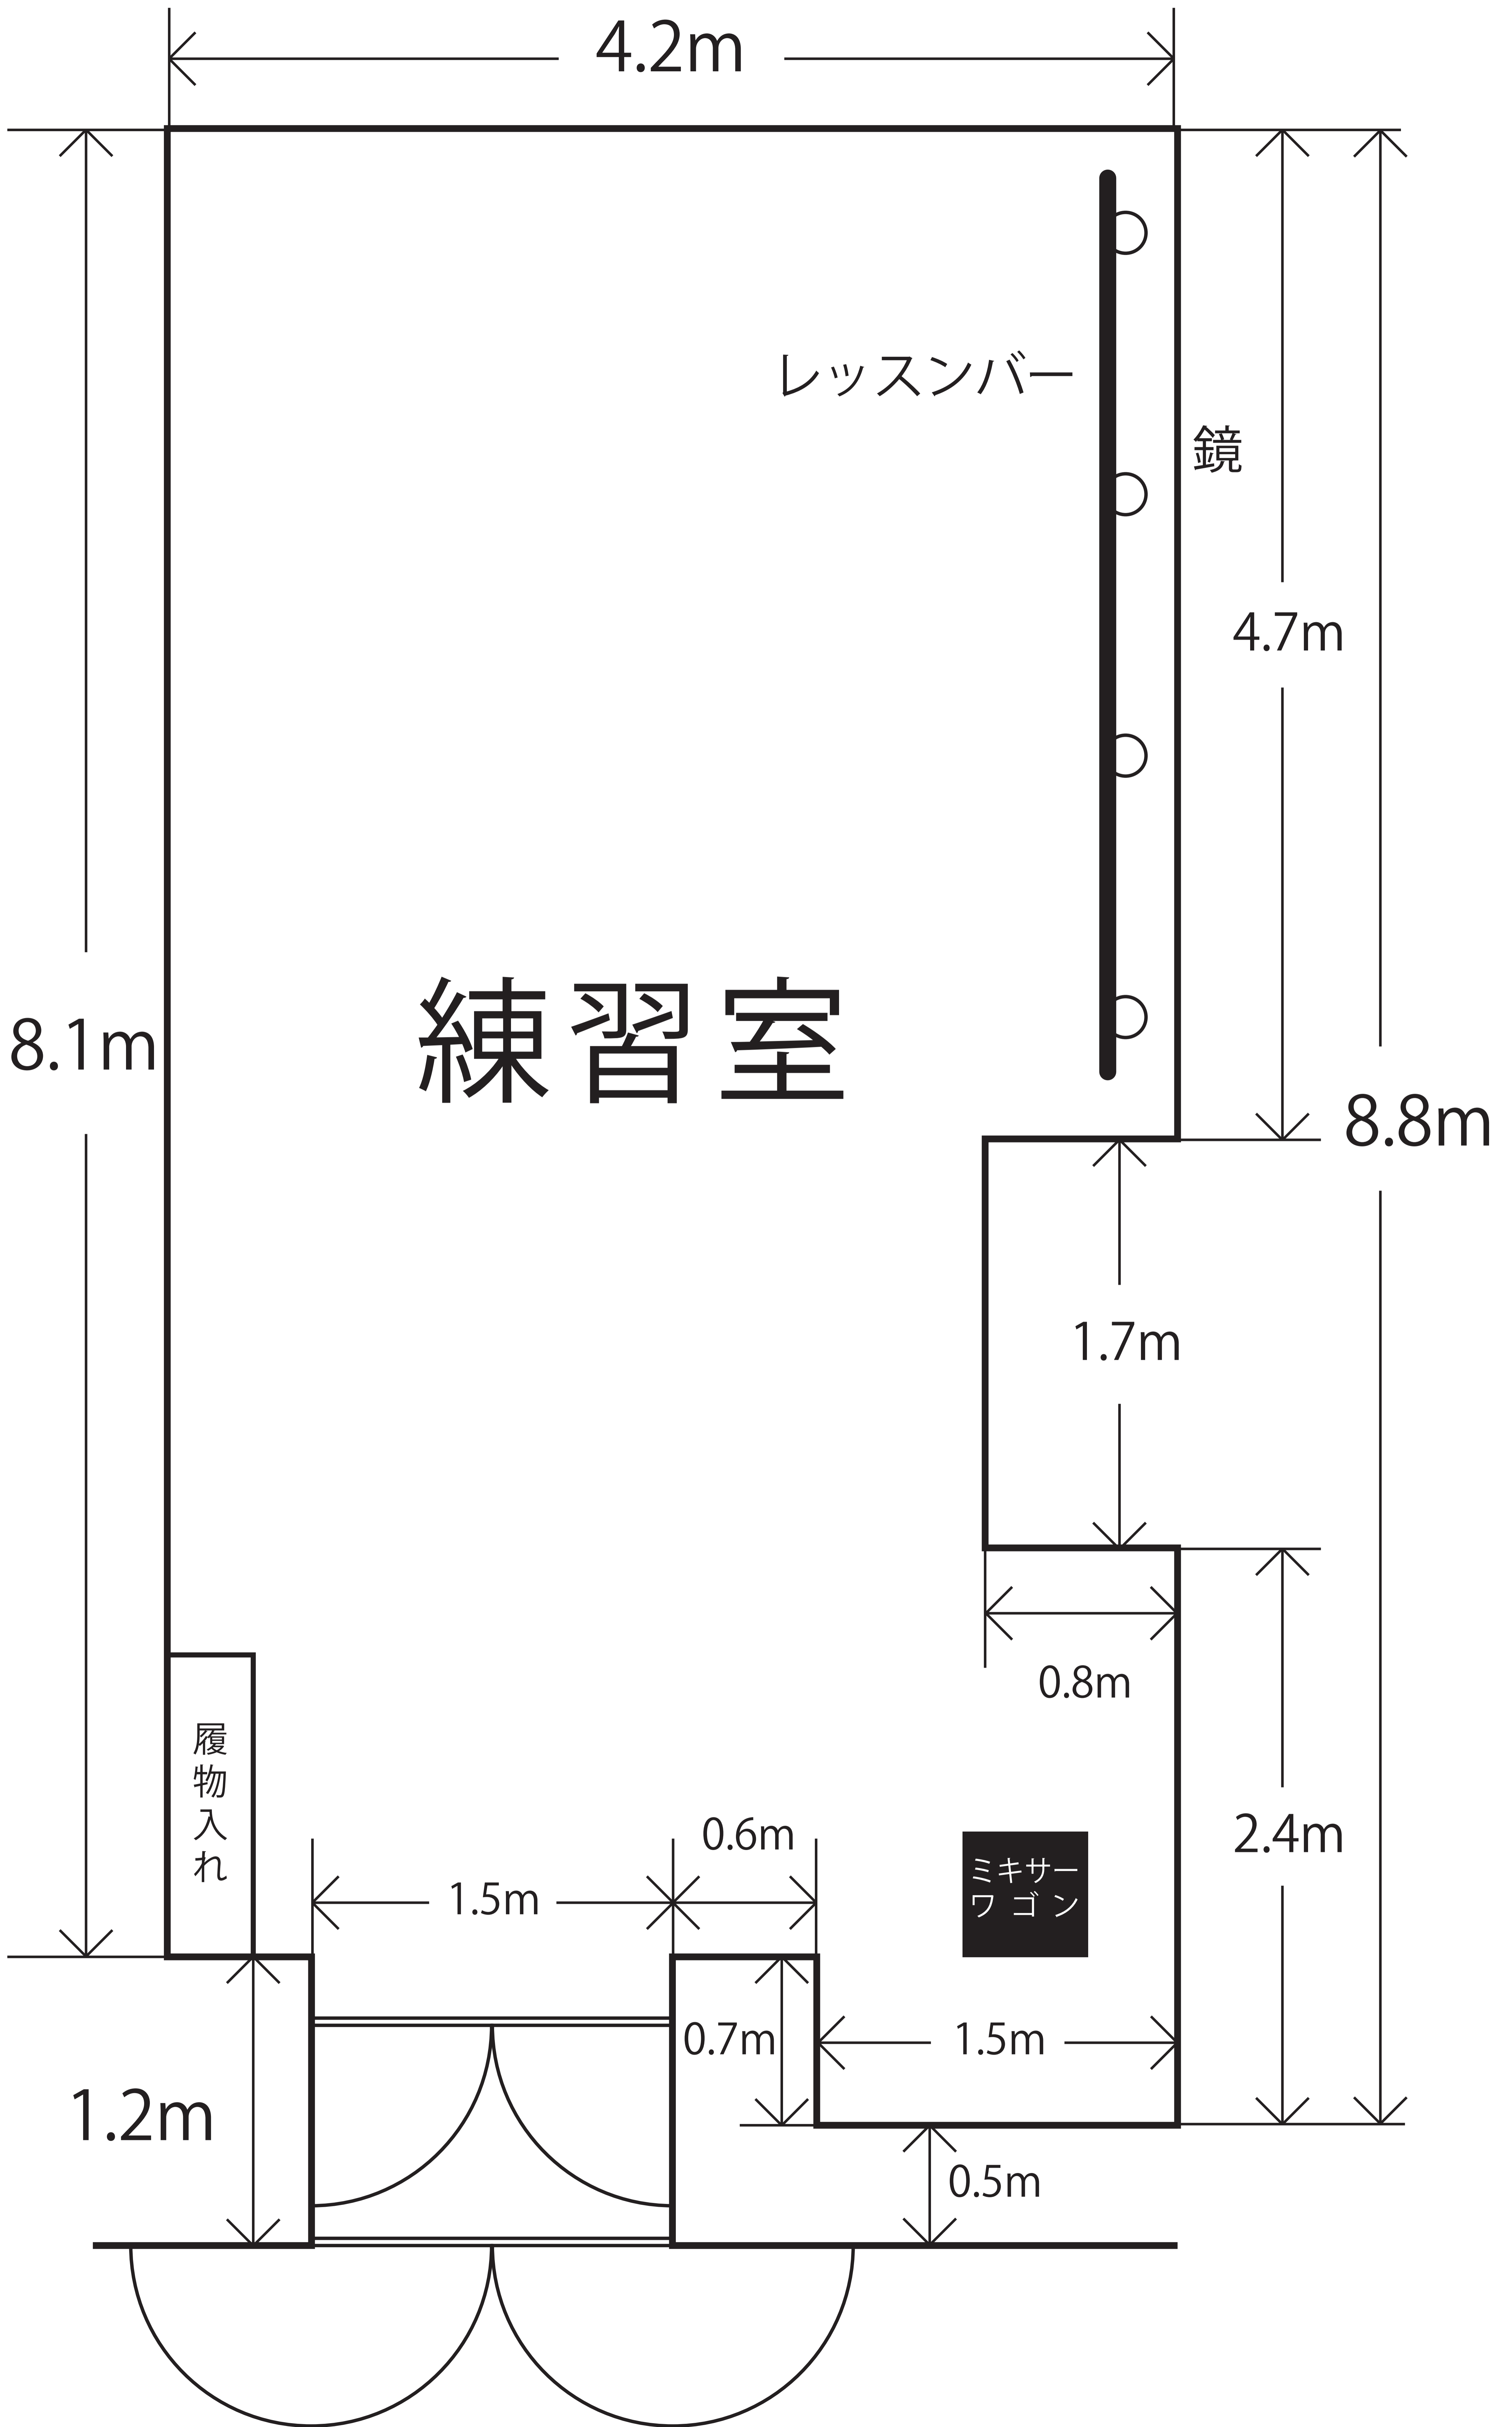 4.2m
レッスンバー
鏡
4.7m
練習室
8.1m
8.8m
1.7m
0.8m
履物入れ
0.6m
2.4m
ミキサー
ワゴン
1.5m
0.7m
1.5m
1.2m
0.5m